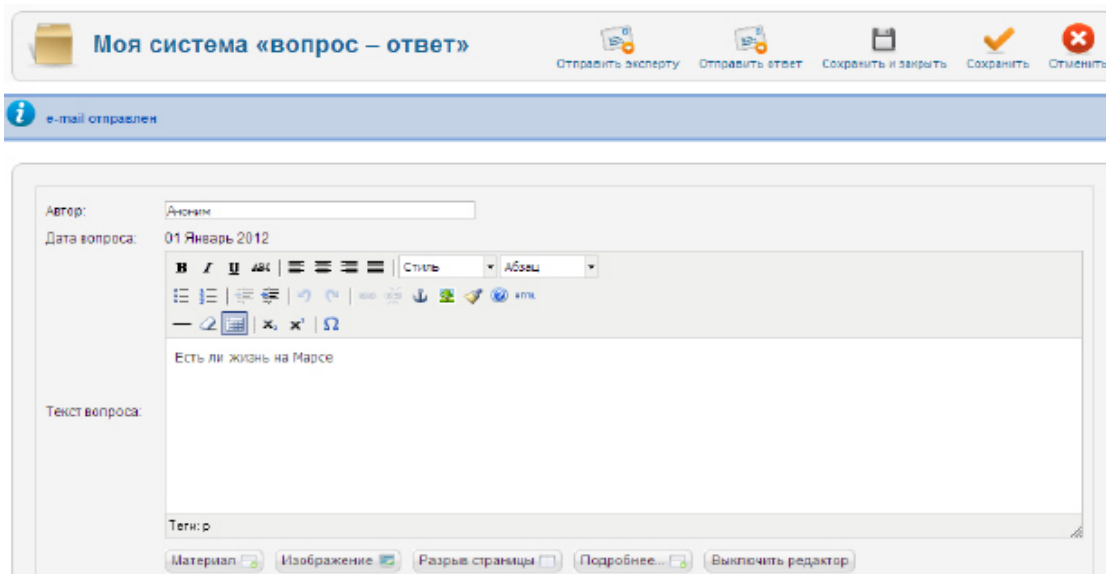 Моя система «вопрос – ответ»
Отправить эксперту
Отправить ответ
Сохранить и закрыть
Сохранить
Отменить
e-mail отправлен
Автор:
Аноним
Дата вопроса:
01 Январь 2012
B I U ABC
Стиль
Абзац
HTML
Есть ли жизнь на Марсе
Текст вопроса:
Теги: p
Материал
Изображение
Разрыв страницы
Подробнее...
Выключить редактор